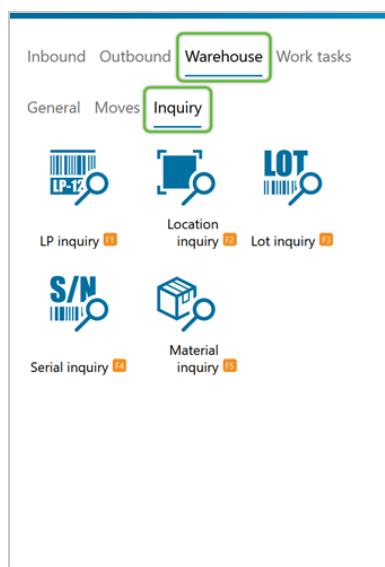 Inbound Outbound Warehouse Work tasks
General Moves Inquiry
LP-12
LOT
LP inquiry F1
Location
inquiry F2
Lot inquiry F3
S/N
Serial inquiry F4
Material
inquiry F5